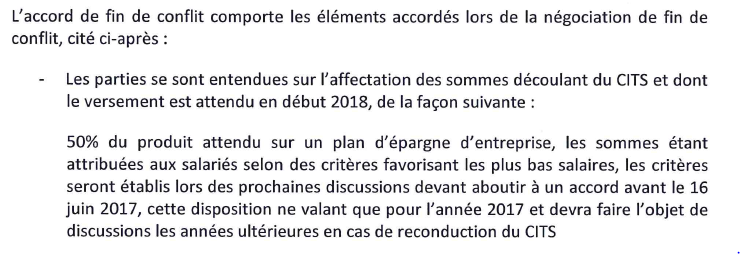 L'accord de fin de conflit comporte les éléments accordés lors de la négociation de fin de
conflit, cité ci-après :
- Les parties se sont entendues sur l'affectation des sommes découlant du CITS et dont
le versement est attendu en début 2018, de la façon suivante :
50% du produit attendu sur un plan d'épargne d'entreprise, les sommes étant
attribuées aux salariés selon des critères favorisant les plus bas salaires, les critères
seront établis lors des prochaines discussions devant aboutir à un accord avant le 16
juin 2017, cette disposition ne valant que pour l'année 2017 et devra faire l'objet de
discussions les années ultérieures en cas de reconduction du CITS